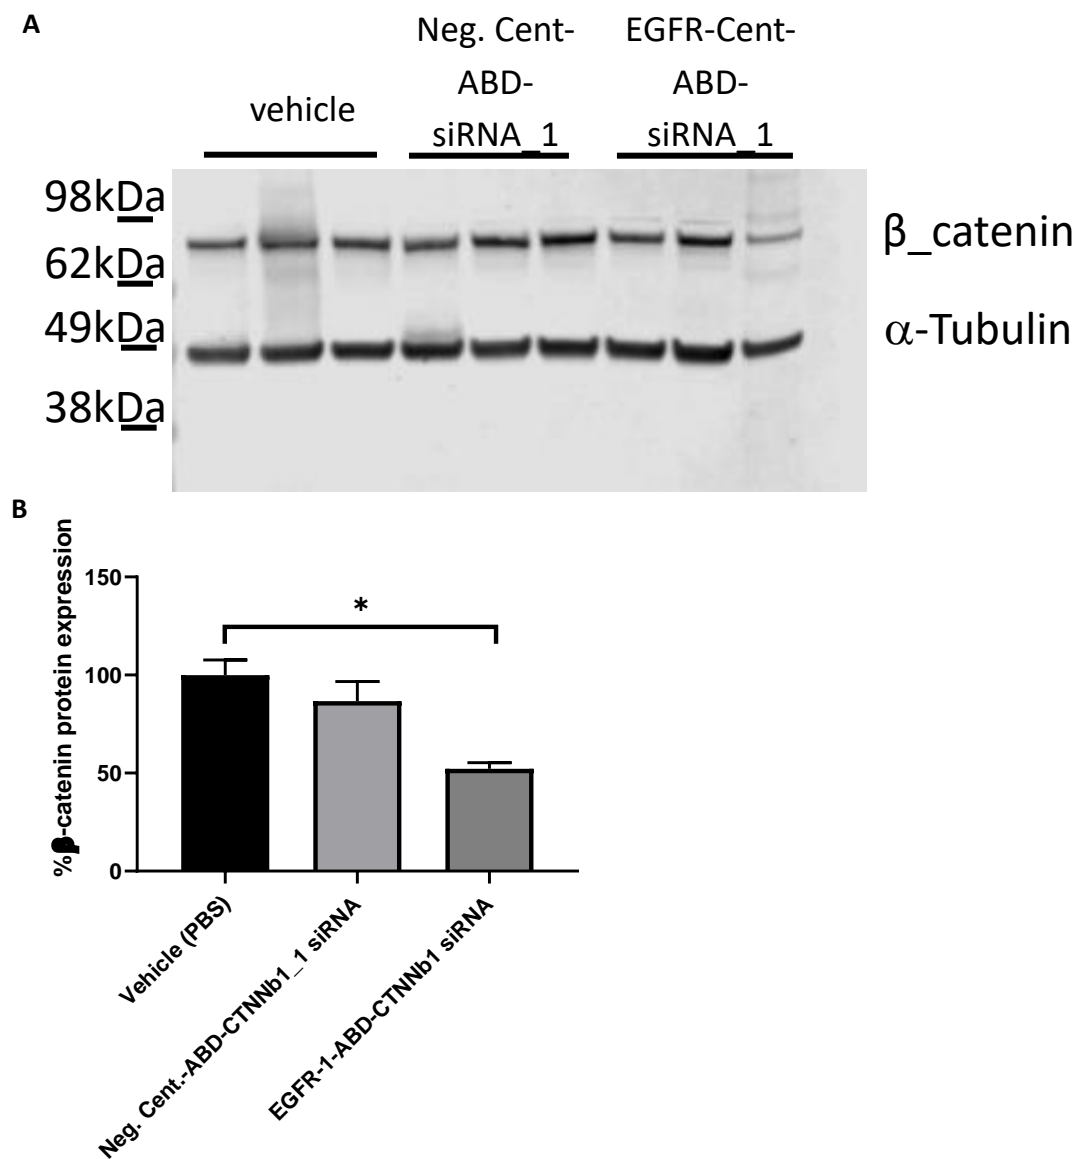 A
vehicle
Neg. Cent-
ABD-
siRNA_1
EGFR-Cent-
ABD-
siRNA_1
98kDa
62kDa
49kDa
38kDa
β_catenin
α-Tubulin
B
%β-catenin protein expression
150
100
50
0
*
Vehicle (PBS)
Neg. Cent.-ABD-CTNNb1_1 siRNA
EGFR-1-ABD-CTNNb1 siRNA